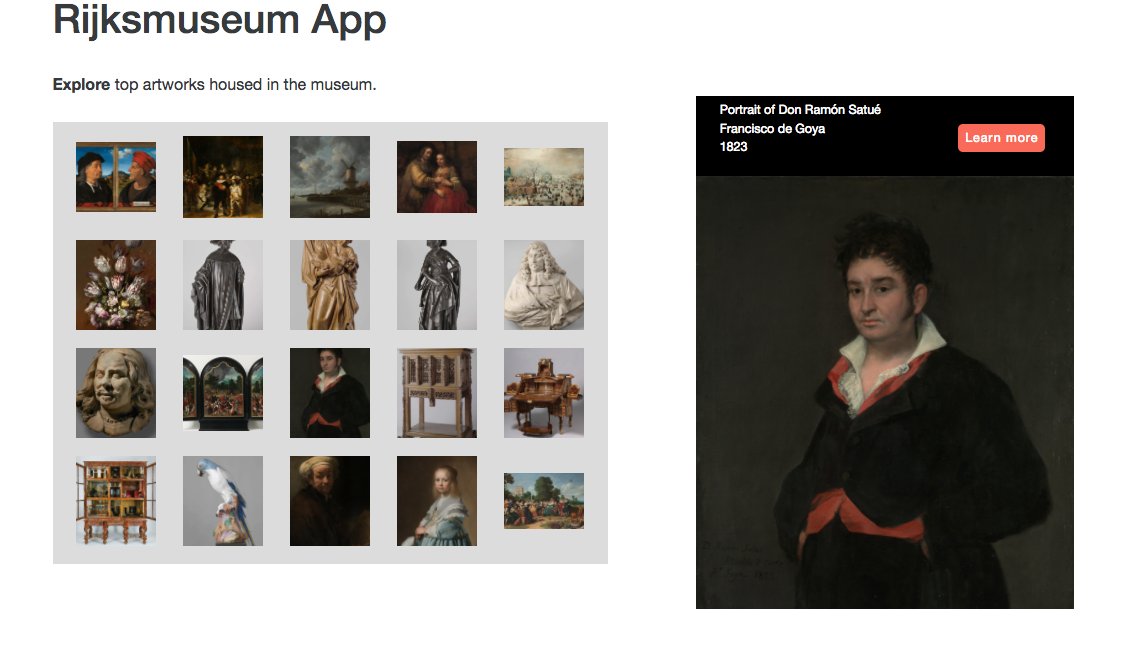 Rijksmuseum App
Explore top artworks housed in the museum.
Portrait of Don Ramón Satué
Francisco de Goya
1823
Learn more